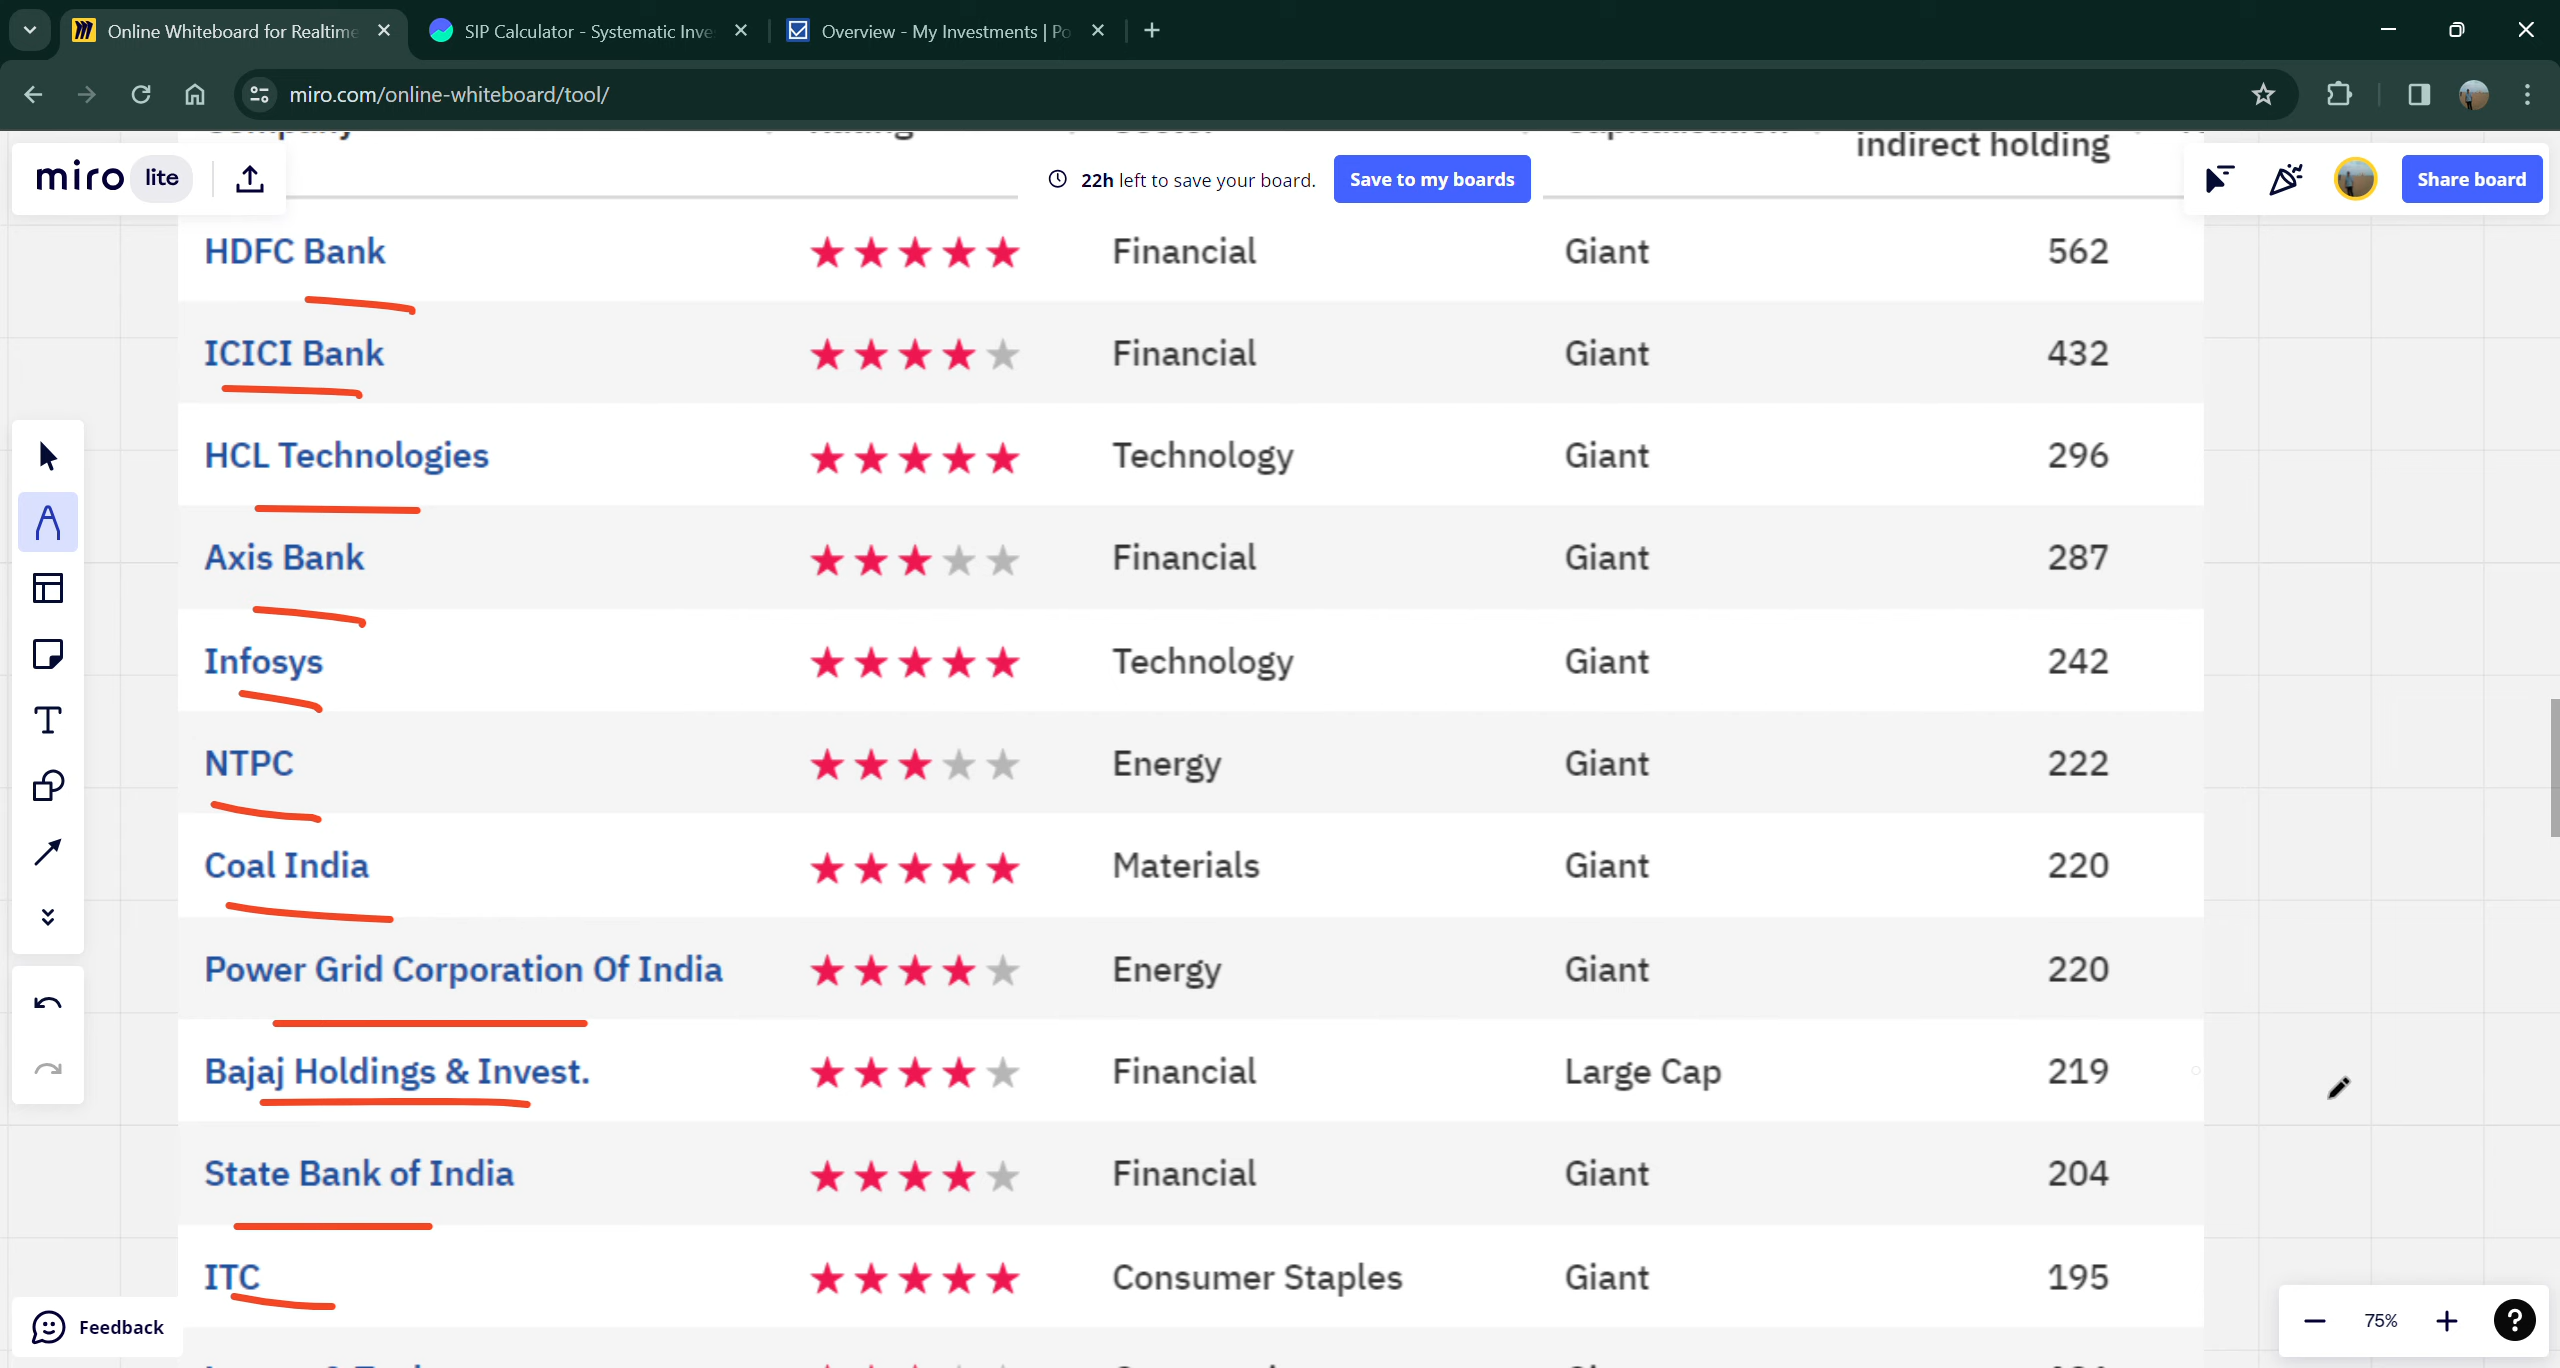 Online Whiteboard for Realtime
SIP Calculator - Systematic Inve
Overview - My Investments | Po
miro.com/online-whiteboard/tool/
indirect holding
miro lite
22h left to save your board.
Save to my boards
Share board
HDFC Bank Financial Giant 562
ICICI Bank Financial Giant 432
HCL Technologies Technology Giant 296
Axis Bank Financial Giant 287
Infosys Technology Giant 242
NTPC Energy Giant 222
Coal India Materials Giant 220
Power Grid Corporation Of India Energy Giant 220
Bajaj Holdings & Invest. Financial Large Cap 219
State Bank of India Financial Giant 204
ITC Consumer Staples Giant 195
Feedback
75%